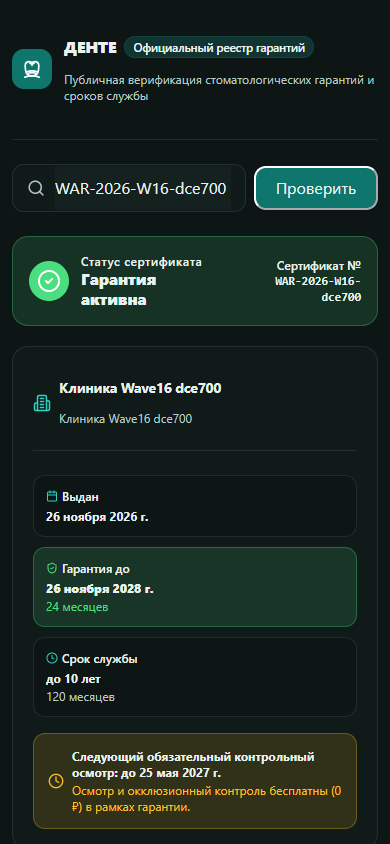 ДЕНТЕ
Официальный реестр гарантий
Публичная верификация стоматологических гарантий и
сроков службы
WAR-2026-W16-dce700
Проверить
Статус сертификата
Гарантия
активна
Сертификат №
WAR-2026-W16-
dce700
Клиника Wave16 dce700
Клиника Wave16 dce700
Выдан
26 ноября 2026 г.
Гарантия до
26 ноября 2028 г.
24 месяцев
Срок службы
до 10 лет
120 месяцев
Следующий обязательный контрольный
осмотр: до 25 мая 2027 г.
Осмотр и окклюзионный контроль бесплатны (0
₽) в рамках гарантии.